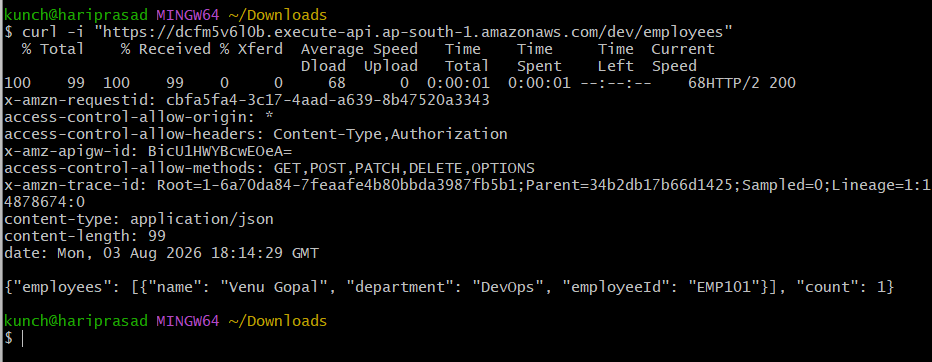 kunch@hariprasad MINGW64 ~/Downloads
$ curl -i "https://dcfm5v6l0b.execute-api.ap-south-1.amazonaws.com/dev/employees"
  % Total    % Received % Xferd  Average Speed   Time    Time     Time  Current
                                 Dload  Upload   Total   Spent    Left  Speed
100    99  100    99    0     0     68      0  0:00:01  0:00:01 --:--:--    68HTTP/2 200
x-amzn-requestid: cbfa5fa4-3c17-4aad-a639-8b47520a3343
access-control-allow-origin: *
access-control-allow-headers: Content-Type,Authorization
x-amz-apigw-id: BicU1HWYBcwEOeA=
access-control-allow-methods: GET,POST,PATCH,DELETE,OPTIONS
x-amzn-trace-id: Root=1-6a70da84-7feaafe4b80bbda3987fb5b1;Parent=34b2db17b66d1425;Sampled=0;Lineage=1:1
4878674:0
content-type: application/json
content-length: 99
date: Mon, 03 Aug 2026 18:14:29 GMT

{"employees": [{"name": "Venu Gopal", "department": "DevOps", "employeeId": "EMP101"}], "count": 1}

kunch@hariprasad MINGW64 ~/Downloads
$